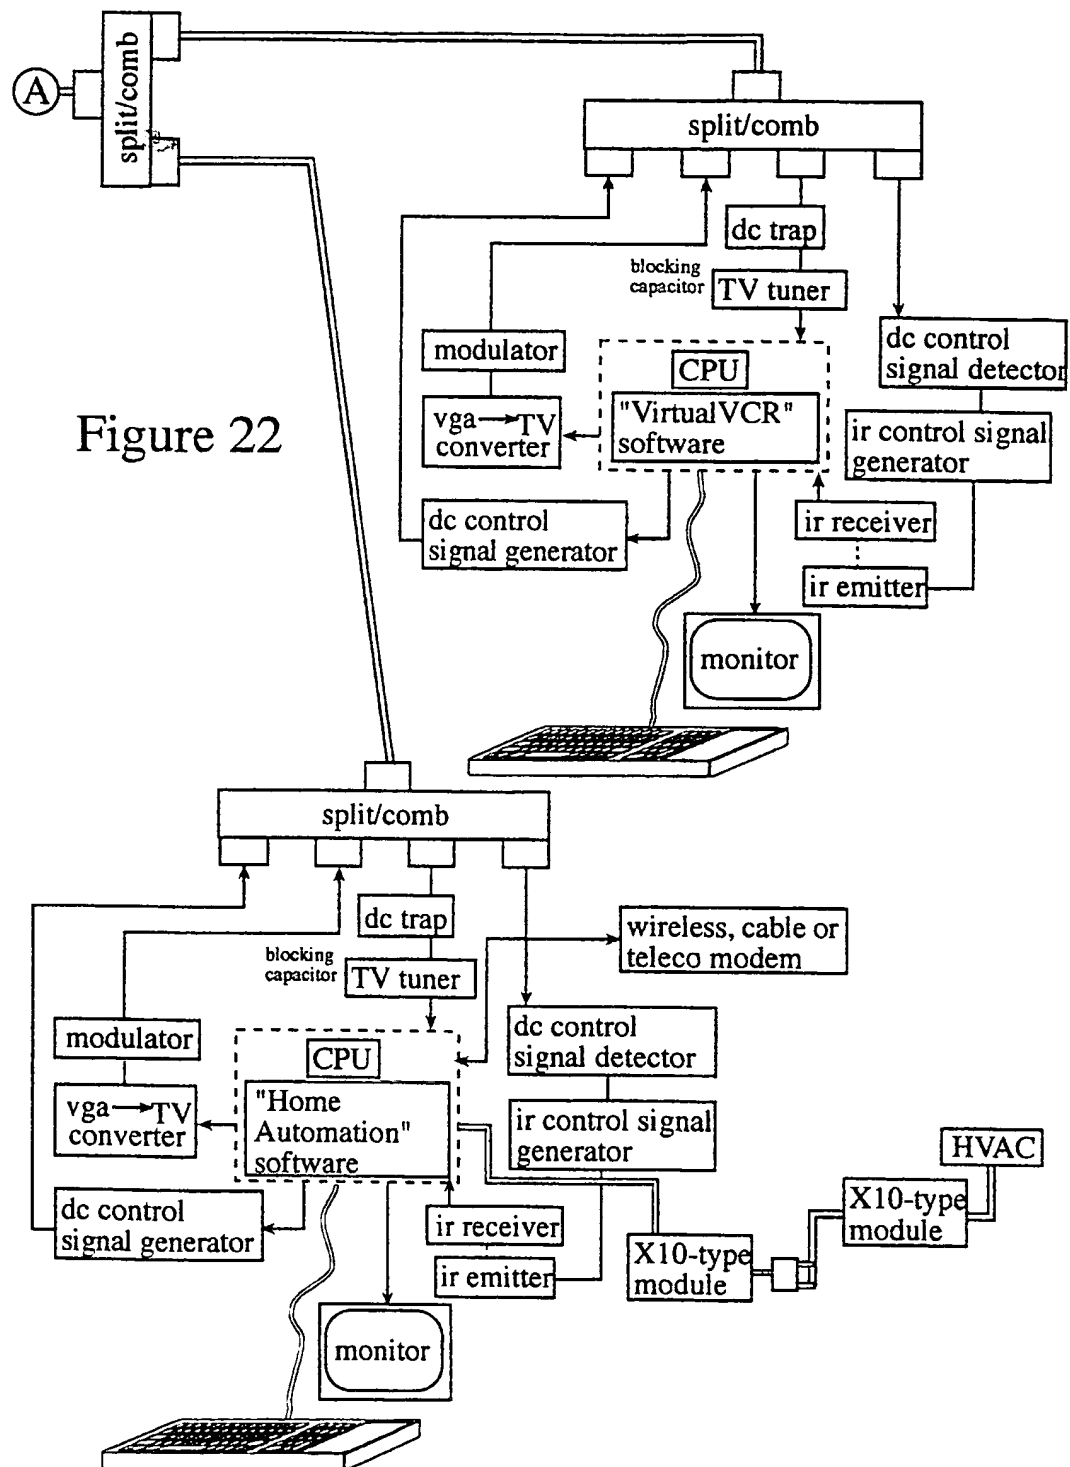 A
split/comb
split/comb
dc trap
blocking
capacitor
TV tuner
modulator
CPU
dc control
signal detector
Figure 22
vga TV
converter
"VirtualVCR"
software
ir control signal
generator
dc control
signal generator
ir receiver
ir emitter
monitor
split/comb
dc trap
wireless, cable or
teleco modem
blocking
capacitor
TV tuner
modulator
CPU
dc control
signal detector
vga TV
converter
"Home
Automation"
software
ir control signal
generator
HVAC
X10-type
module
dc control
signal generator
ir receiver
ir emitter
X10-type
module
monitor